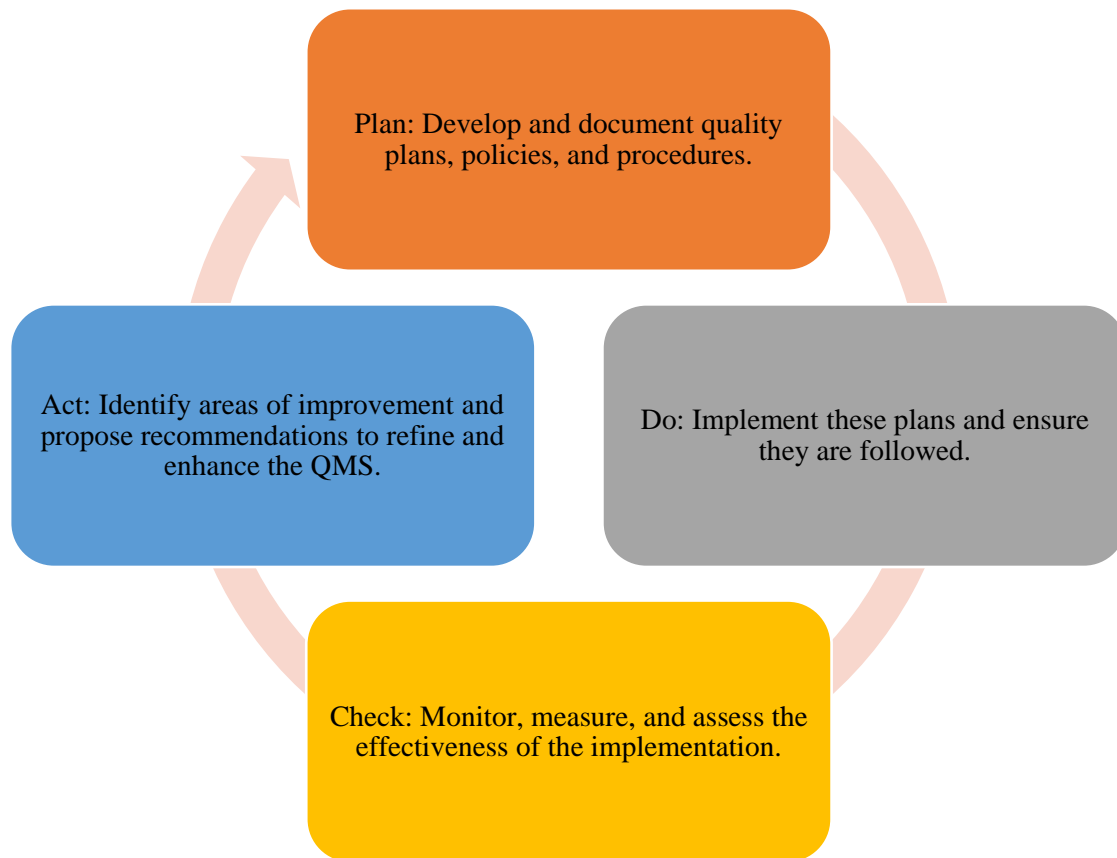 Plan: Develop and document quality
plans, policies, and procedures.
Do: Implement these plans and ensure
they are followed.
Check: Monitor, measure, and assess the
effectiveness of the implementation.
Act: Identify areas of improvement and
propose recommendations to refine and
enhance the QMS.